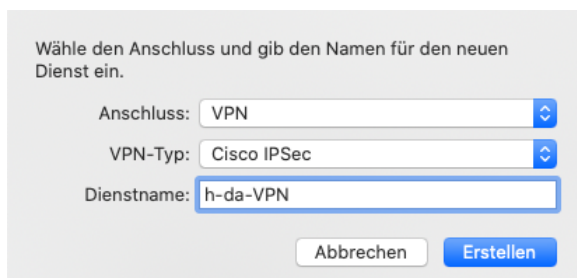 Wähle den Anschluss und gib den Namen für den neuen
Dienst ein.
Anschluss: VPN
VPN-Typ: Cisco IPSec
Dienstname: h-da-VPN
Abbrechen Erstellen